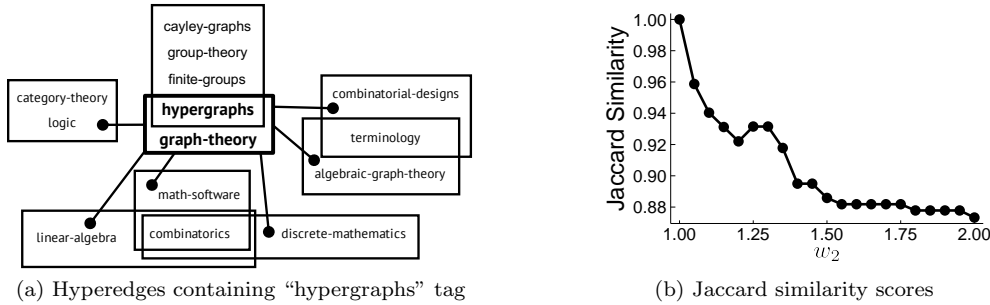 cayley-graphs
group-theory
finite-groups
category-theory
logic
hypergraphs
graph-theory
combinatorial-designs
terminology
algebraic-graph-theory
math-software
linear-algebra
combinatorics
discrete-mathematics
(a) Hyperedges containing “hypergraphs” tag
Jaccard Similarity
1.00
0.98
0.96
0.94
0.92
0.90
0.88
1.00 1.25 1.50 1.75 2.00
w₂
(b) Jaccard similarity scores